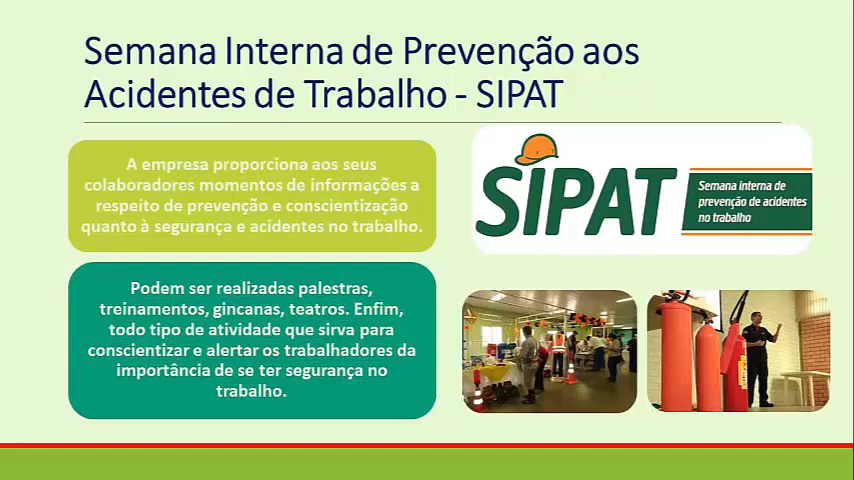 Semana Interna de Prevenção aos
Acidentes de Trabalho - SIPAT
A empresa proporciona aos seus
colaboradores momentos de informações a
respeito de prevenção e conscientização
quanto à segurança e acidentes no trabalho.
SIPAT
Semana interna de
prevenção de acidentes
no trabalho
Podem ser realizadas palestras,
treinamentos, gincanas, teatros. Enfim,
todo tipo de atividade que sirva para
conscientizar e alertar os trabalhadores da
importância de se ter segurança no
trabalho.